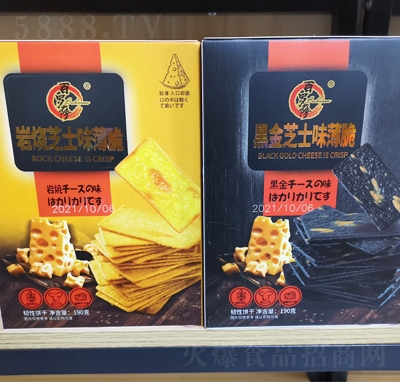 5888.TV
岩烧芝士味薄脆
ROCK CHEESE IS CRISP
岩焼チースの味
はカリカリです
2021/10/06
韧性饼干 净含量:190克
黑金芝士味薄脆
BLACK GOLD CHEESE IS CRISP
黒金チースの味
はカリカリです
2021/10/06
韧性饼干 净含量:190克
火爆食品招商网